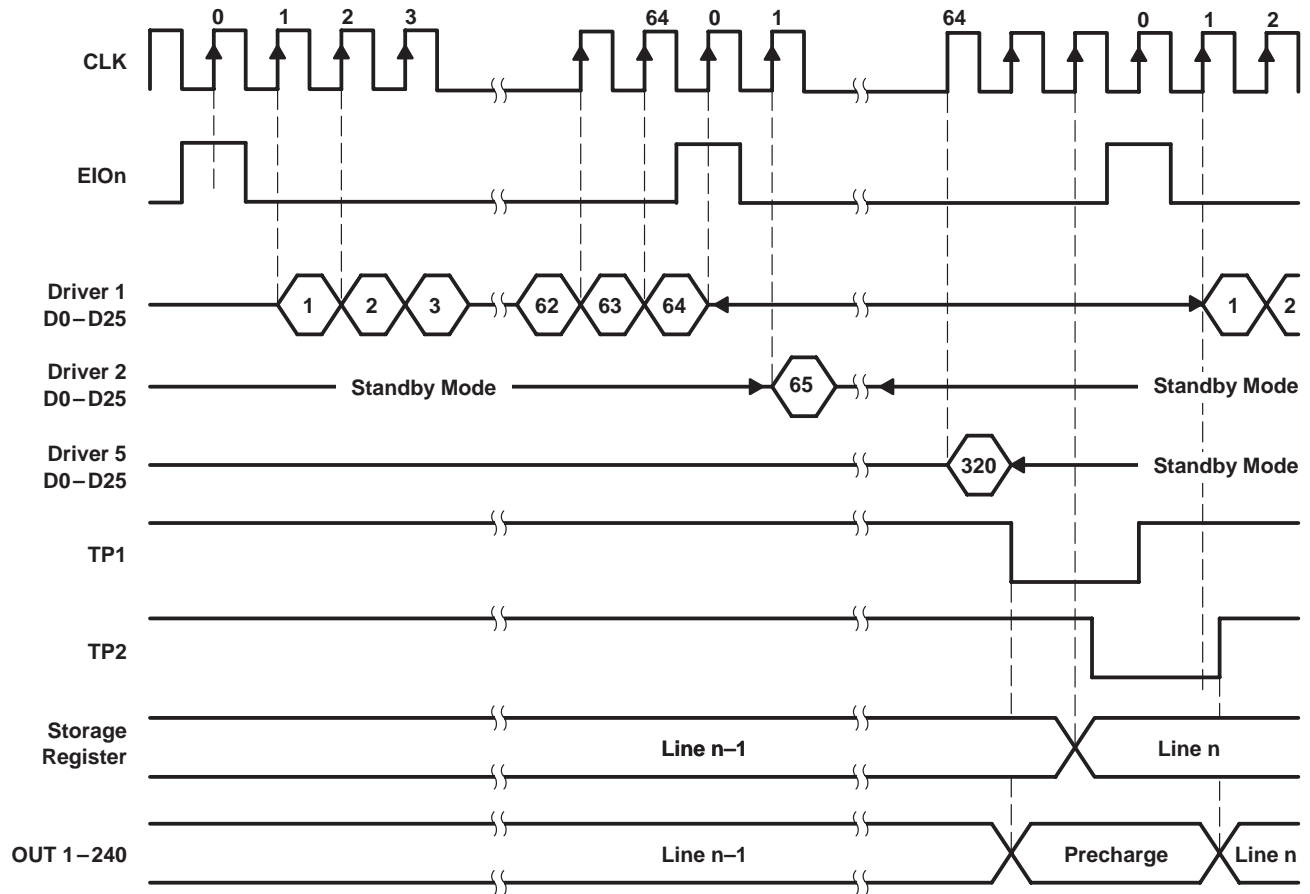 0 1 2 3 64 0 1 64 0 1 2
CLK
EIOn
Driver 1
D0–D25
1 2 3 62 63 64 1 2
Driver 2
D0–D25
Standby Mode 65 Standby Mode
Driver 5
D0–D25
320 Standby Mode
TP1
TP2
Storage
Register
Line n–1 Line n
OUT 1–240 Line n–1 Precharge Line n